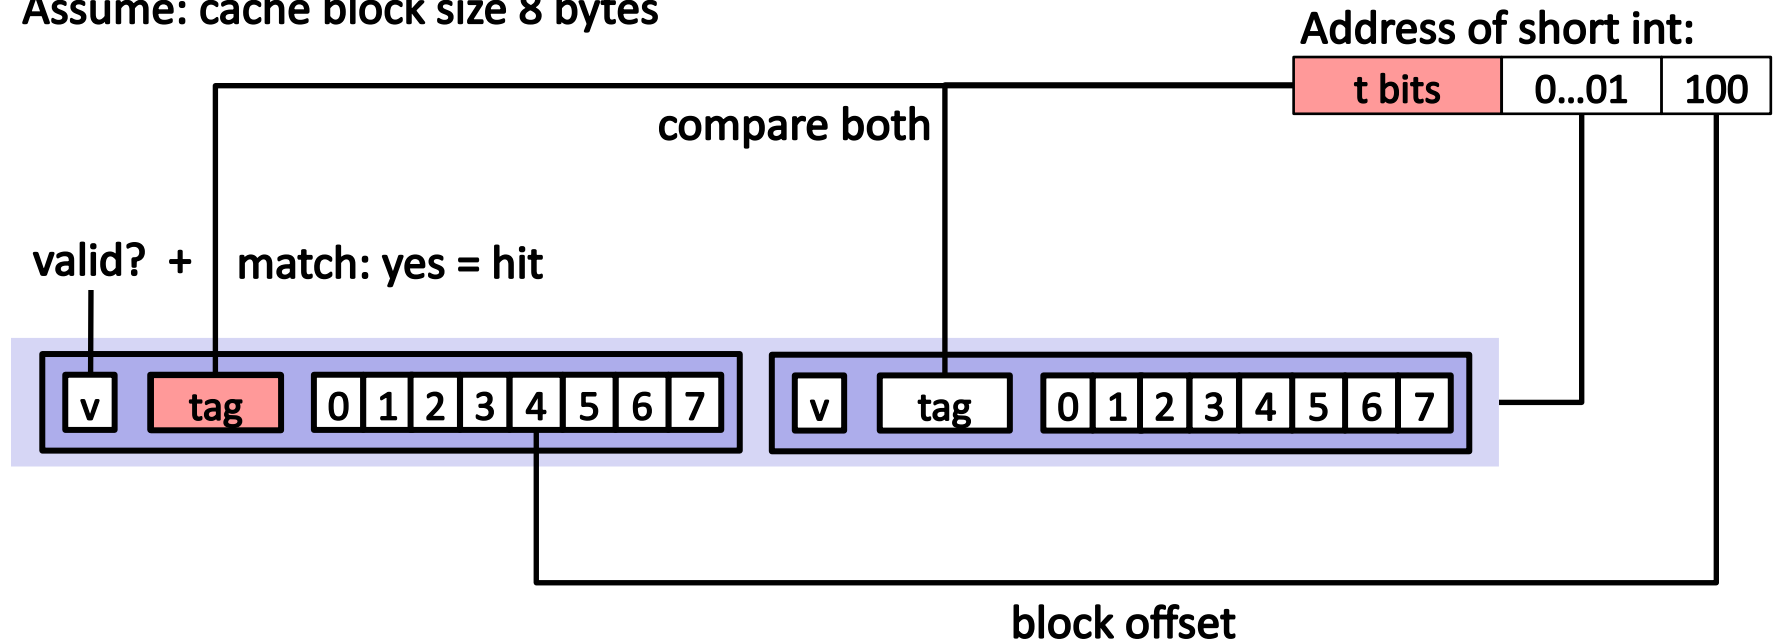 Assume: cache block size 8 bytes
Address of short int:
t bits 0...01 100
compare both
valid? + match: yes = hit
v tag 0 1 2 3 4 5 6 7 v tag 0 1 2 3 4 5 6 7
block offset